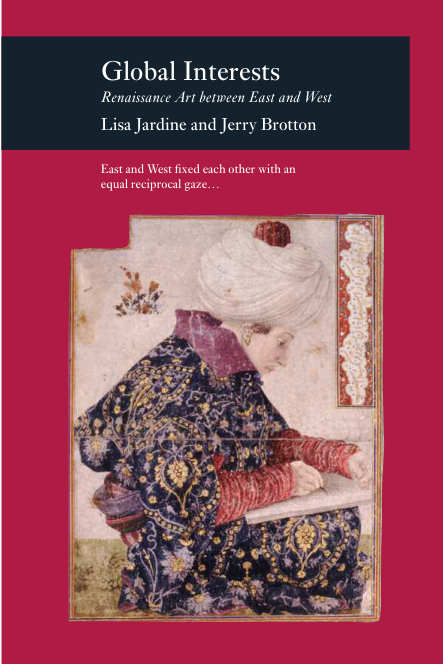 Global Interests
Renaissance Art between East and West
Lisa Jardine and Jerry Brotton
East and West fixed each other with an
equal reciprocal gaze…